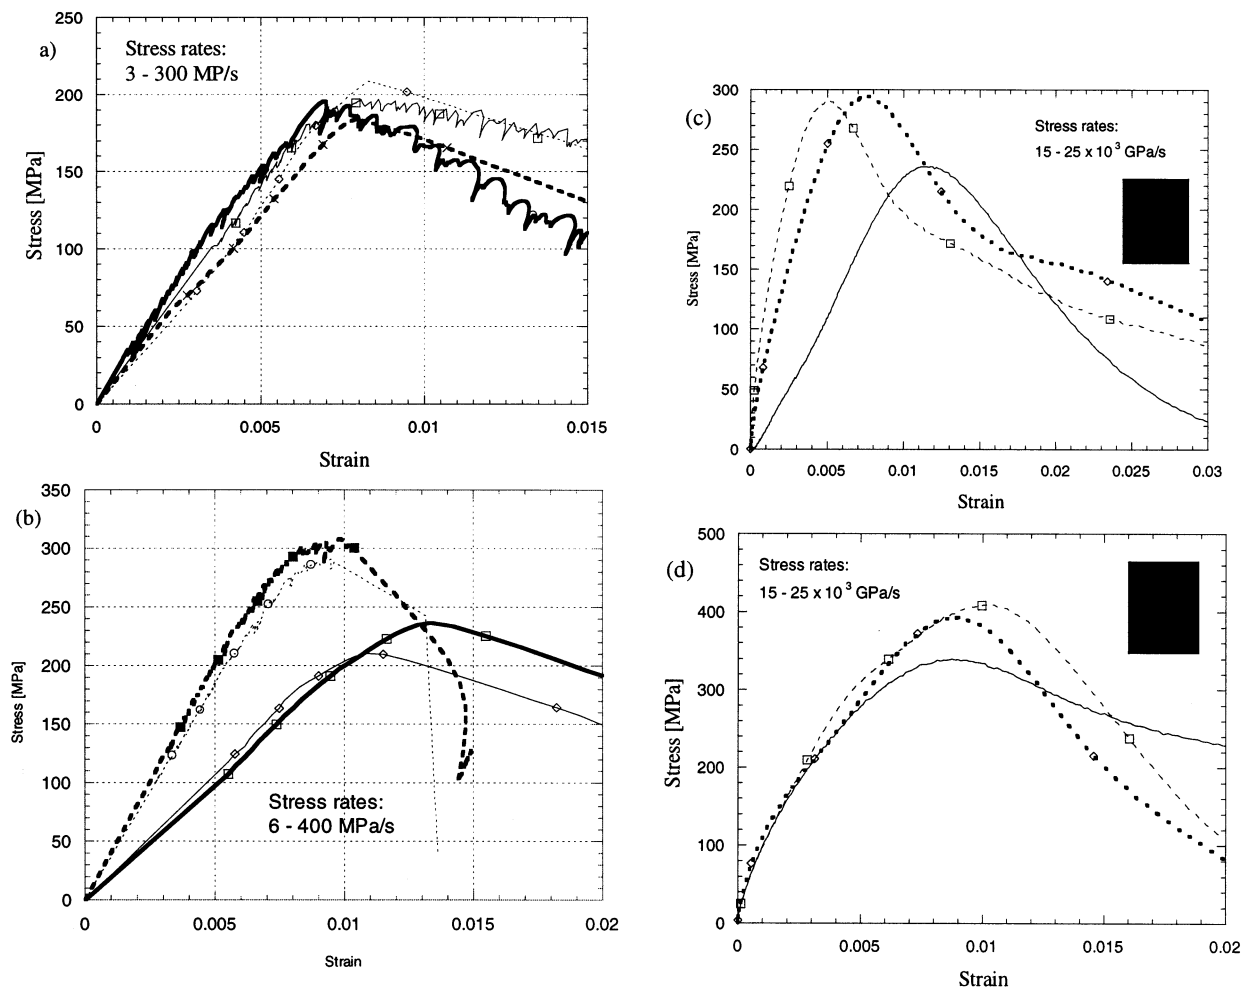 a)
Stress rates:
3 - 300 MP/s
Stress [MPa]
250
200
150
100
50
0
0 0.005 0.01 0.015
Strain
(b)
Stress [MPa]
350
300
250
200
150
100
50
0
Stress rates:
6 - 400 MPa/s
0 0.005 0.01 0.015 0.02
Strain
(c)
Stress rates:
15 - 25 x 10 3 GPa/s
Stress [MPa]
300
250
200
150
100
50
0
0 0.005 0.01 0.015 0.02 0.025 0.03
Strain
(d)
Stress rates:
15 - 25 x 10 3 GPa/s
Stress [MPa]
500
400
300
200
100
0
0 0.005 0.01 0.015 0.02
Strain